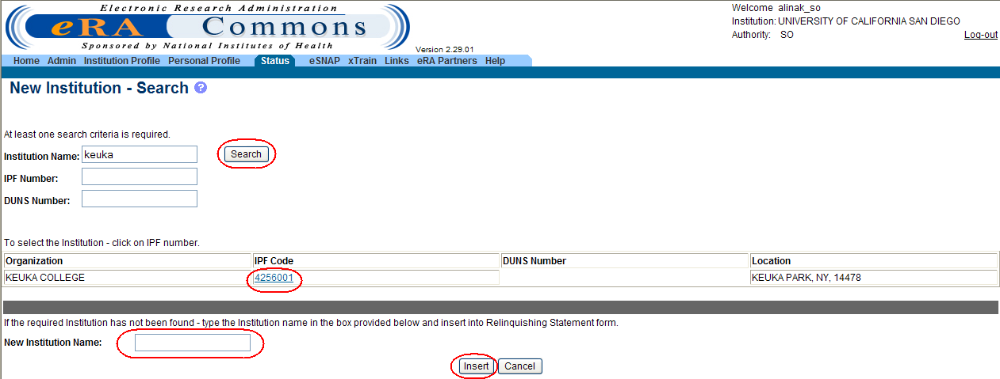 Electronic Research Administration
eRA Commons
Sponsored by National Institutes of Health
Version 2.29.01
Welcome alinak_so
Institution: UNIVERSITY OF CALIFORNIA SAN DIEGO
Authority: SO
Log-out
Home Admin Institution Profile Personal Profile Status eSNAP xTrain Links eRA Partners Help
New Institution - Search ?
At least one search criteria is required.
Institution Name: keuka Search
IPF Number:
DUNS Number:
To select the Institution - click on IPF number.
Organization IPF Code DUNS Number Location
KEUKA COLLEGE 4256001 KEUKA PARK, NY, 14478
If the required Institution has not been found - type the Institution name in the box provided below and insert into Relinquishing Statement form.
New Institution Name:
Insert Cancel